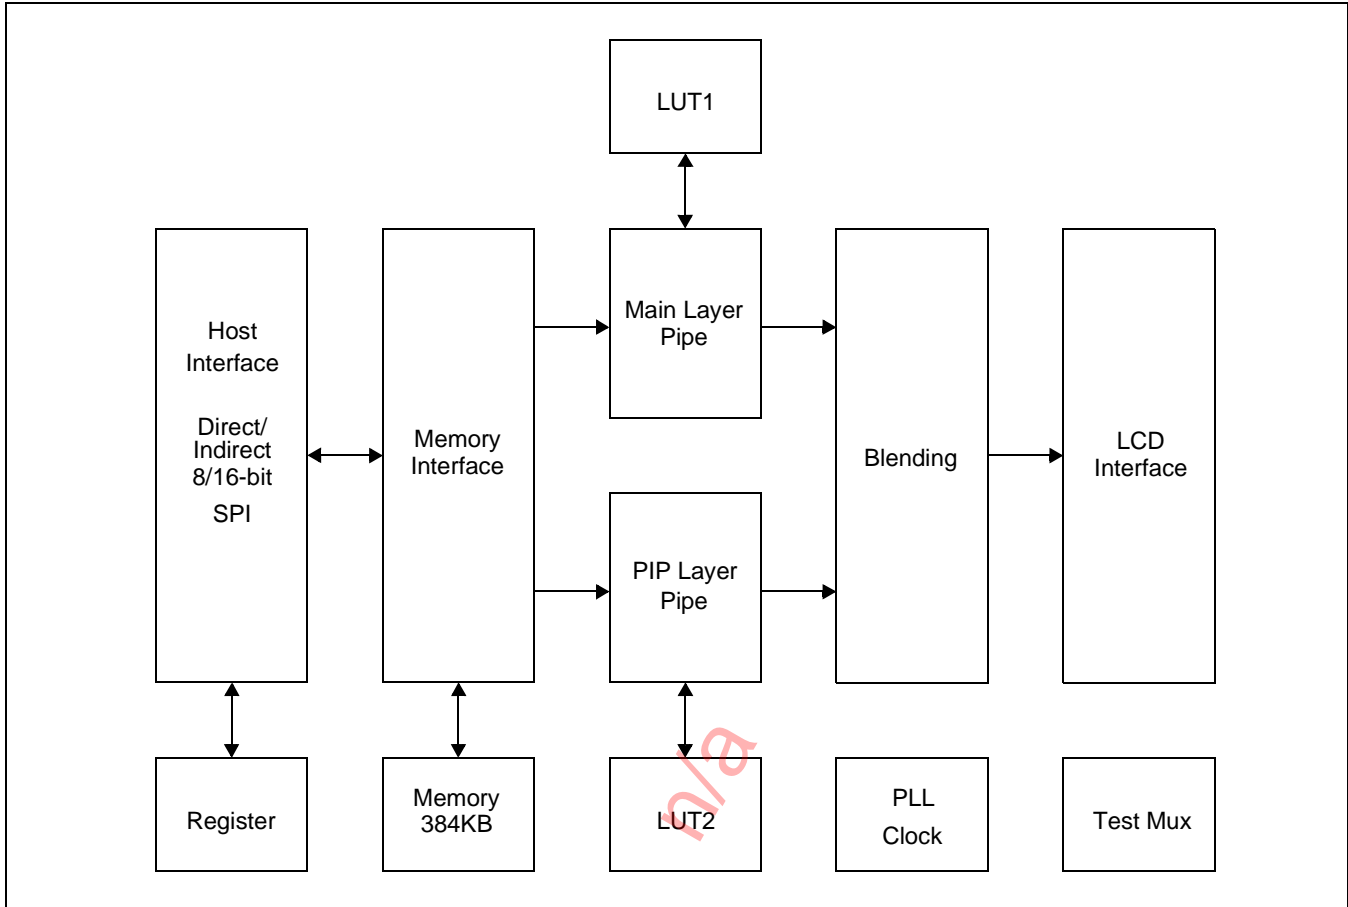 LUT1
Host
Interface
Direct/
Indirect
8/16-bit
SPI
Memory
Interface
Main Layer
Pipe
PIP Layer
Pipe
Blending
LCD
Interface
Register
Memory
384KB
LUT2
n/a
PLL
Clock
Test Mux